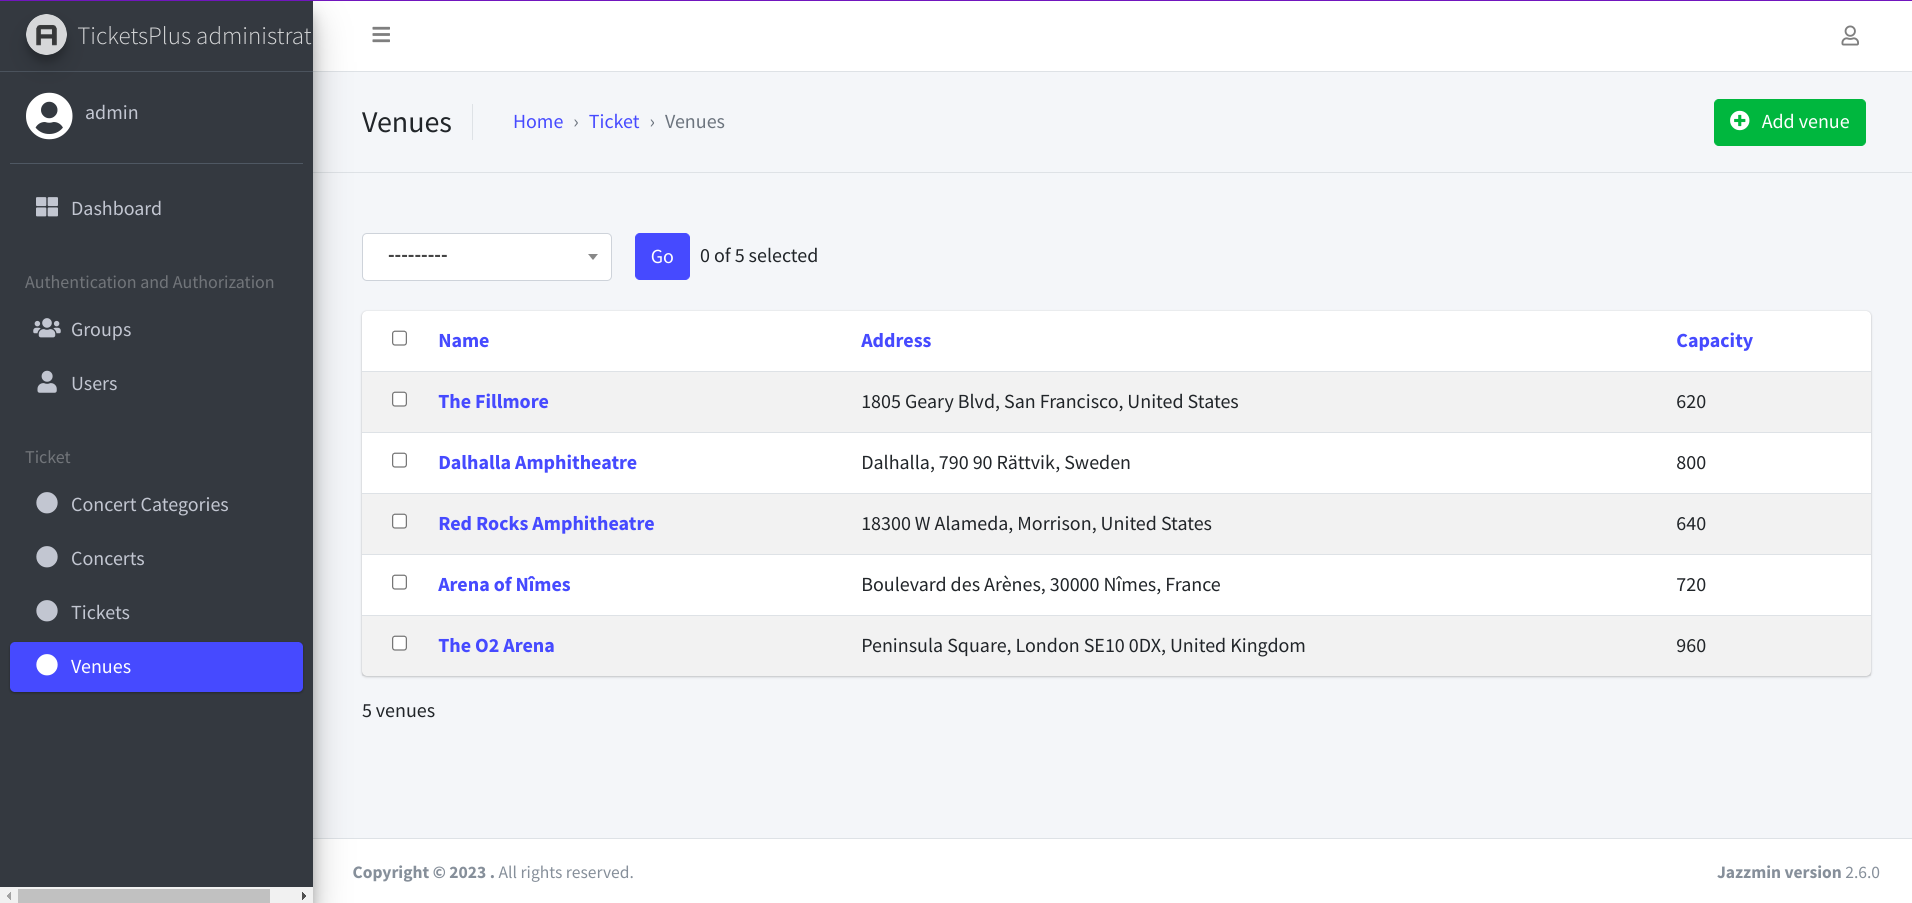 TicketsPlus administrat
admin
Dashboard
Authentication and Authorization
Groups
Users
Ticket
Concert Categories
Concerts
Tickets
Venues
Venues
Home › Ticket › Venues
Add venue
---------
Go
0 of 5 selected
Name Address Capacity
The Fillmore 1805 Geary Blvd, San Francisco, United States 620
Dalhalla Amphitheatre Dalhalla, 790 90 Rättvik, Sweden 800
Red Rocks Amphitheatre 18300 W Alameda, Morrison, United States 640
Arena of Nîmes Boulevard des Arènes, 30000 Nîmes, France 720
The O2 Arena Peninsula Square, London SE10 0DX, United Kingdom 960
5 venues
Copyright © 2023 . All rights reserved.
Jazzmin version 2.6.0